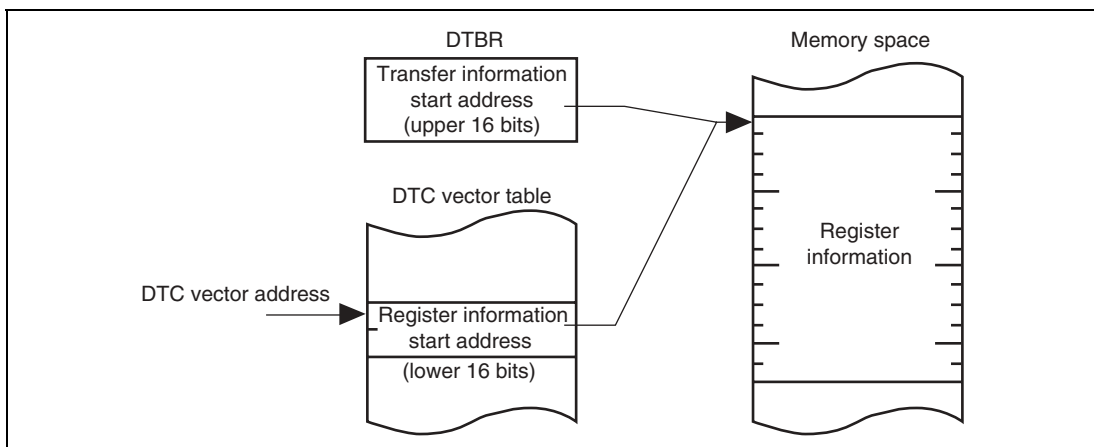 DTBR
Transfer information
start address
(upper 16 bits)
Memory space
DTC vector table
DTC vector address
Register information
start address
(lower 16 bits)
Register
information